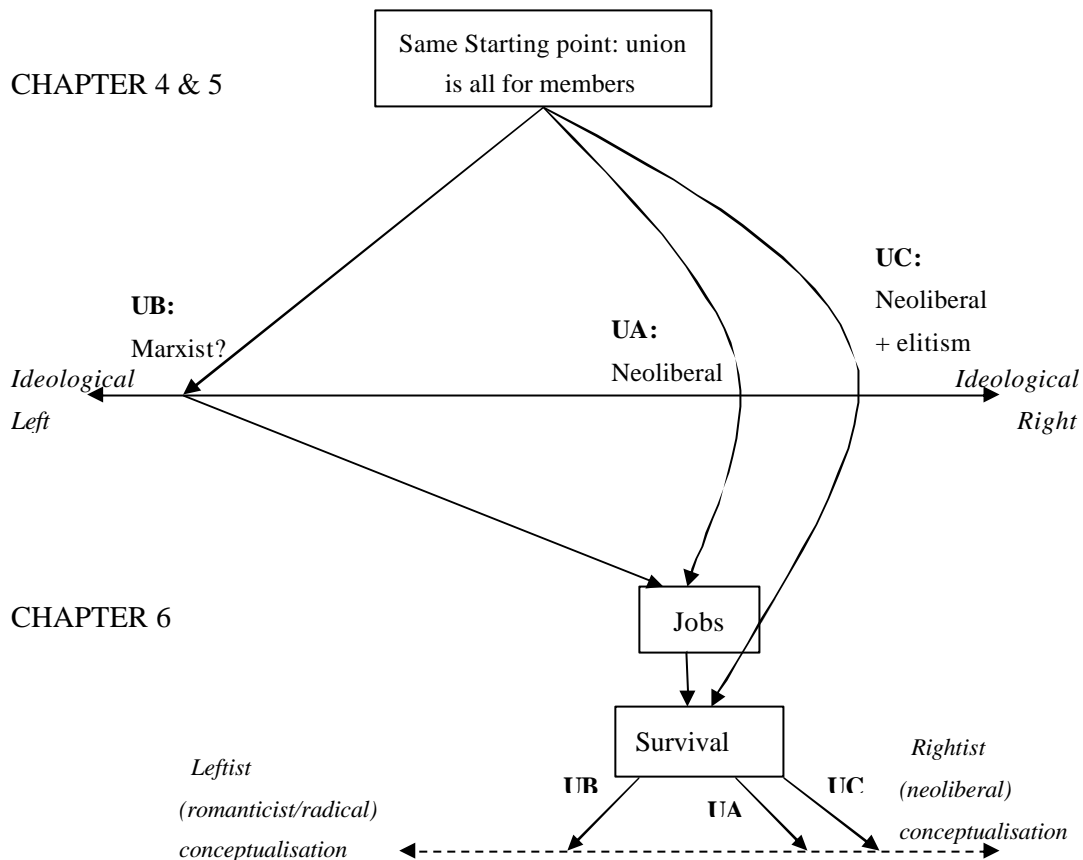 Same Starting point: union
is all for members
CHAPTER 4 & 5
UC:
Neoliberal
+ elitism
UB:
Marxist?
UA:
Neoliberal
Ideological
Left
Ideological
Right
CHAPTER 6
Jobs
Survival
Leftist
(romanticist/radical)
conceptualisation
UB
UA
UC
Rightist
(neoliberal)
conceptualisation